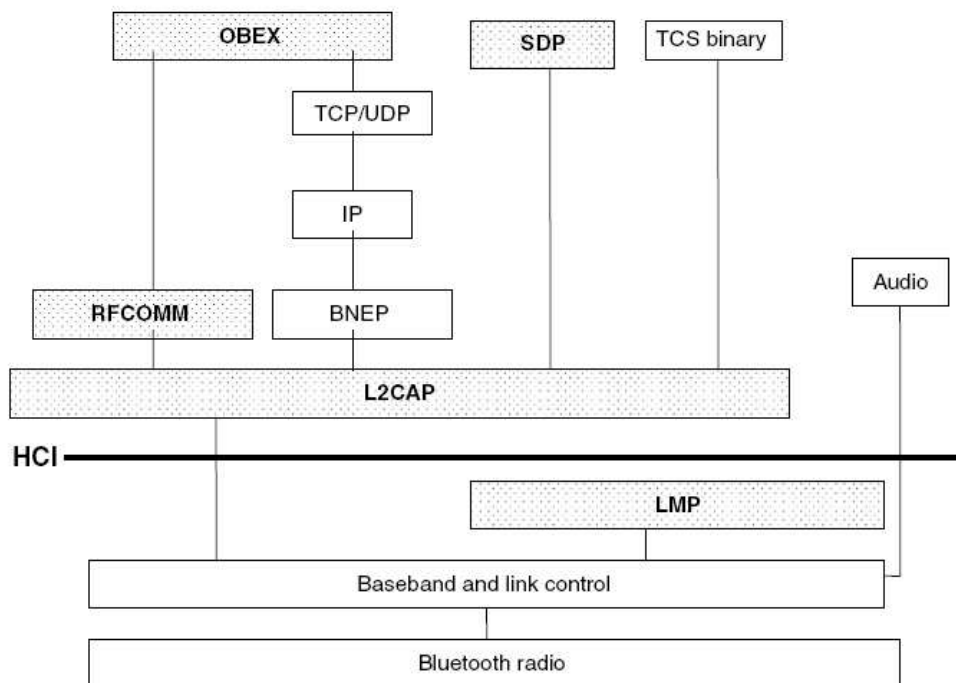 OBEX
SDP
TCS binary
TCP/UDP
IP
Audio
RFCOMM
BNEP
L2CAP
HCI
LMP
Baseband and link control
Bluetooth radio